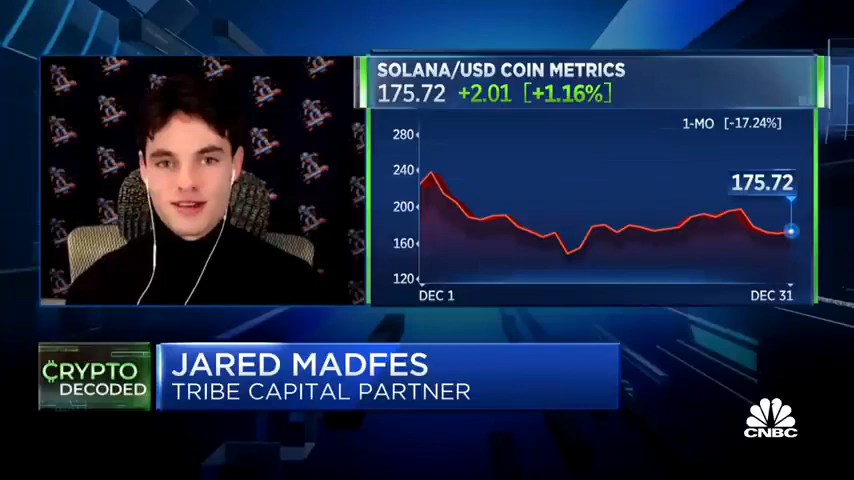 SOLANA/USD COIN METRICS
175.72 +2.01 [+1.16%]
1-MO [-17.24%]
280
240
200
160
120
175.72
DEC 1
DEC 31
CRYPTO
DECODED
JARED MADFES
TRIBE CAPITAL PARTNER
CNBC